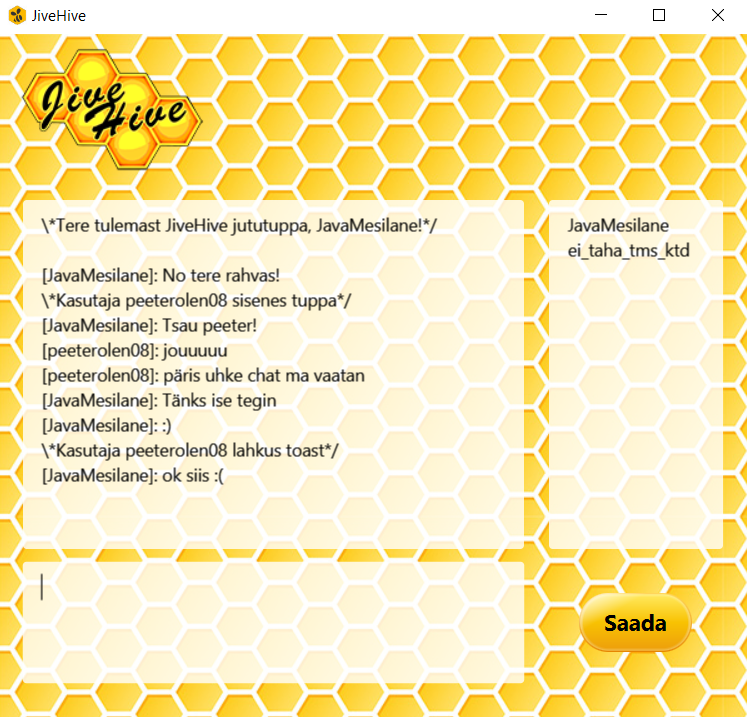 JiveHive
Jive
Hive
\*Tere tulemast JiveHive jututuppa, JavaMesilane!*/
[JavaMesilane]: No tere rahvas!
\*Kasutaja peeterolen08 sisenes tuppa*/
[JavaMesilane]: Tsau peeter!
[peeterolen08]: jouuuuu
[peeterolen08]: päris uhke chat ma vaatan
[JavaMesilane]: Tänks ise tegin
[JavaMesilane]: :)
\*Kasutaja peeterolen08 lahkus toast*/
[JavaMesilane]: ok siis :(
JavaMesilane
ei_taha_tms_ktd
Saada